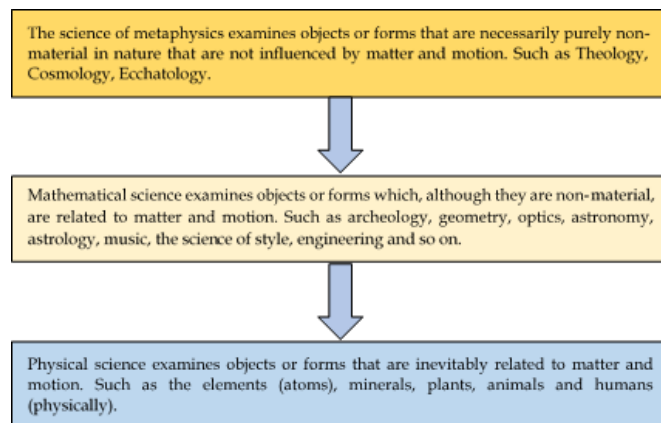 The science of metaphysics examines objects or forms that are necessarily purely non-
material in nature that are not influenced by matter and motion. Such as Theology,
Cosmology, Ecchatology.
Mathematical science examines objects or forms which, although they are non-material,
are related to matter and motion. Such as archeology, geometry, optics, astronomy,
astrology, music, the science of style, engineering and so on.
Physical science examines objects or forms that are inevitably related to matter and
motion. Such as the elements (atoms), minerals, plants, animals and humans
(physically).